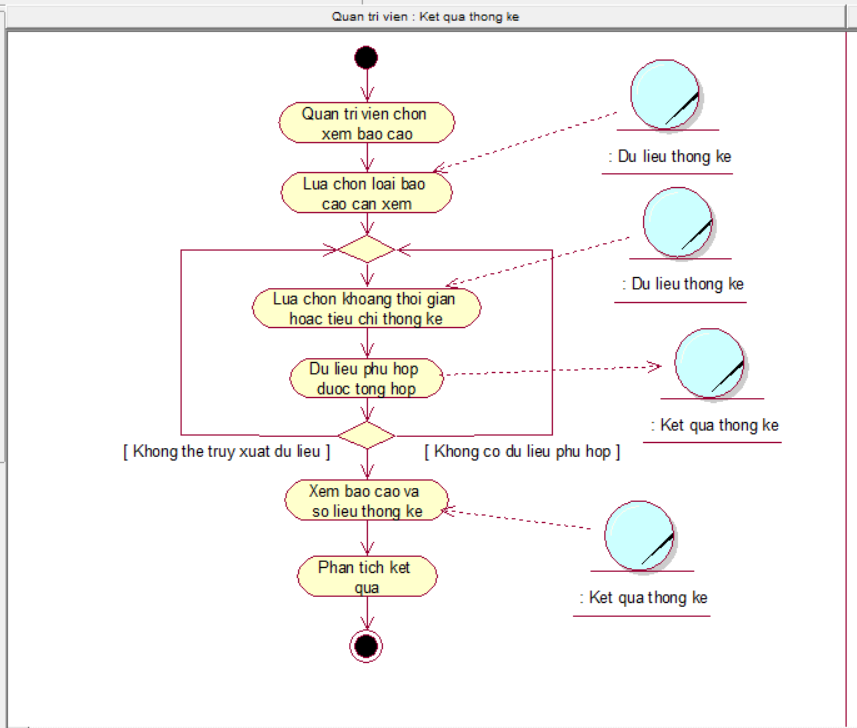 Quan tri vien : Ket qua thong ke
Quan tri vien chon
xem bao cao
: Du lieu thong ke
Lua chon loai bao
cao can xem
: Du lieu thong ke
Lua chon khoang thoi gian
hoac tieu chi thong ke
Du lieu phu hop
duoc tong hop
: Ket qua thong ke
[ Khong the truy xuat du lieu ]
[ Khong co du lieu phu hop ]
Xem bao cao va
so lieu thong ke
Phan tich ket
qua
: Ket qua thong ke